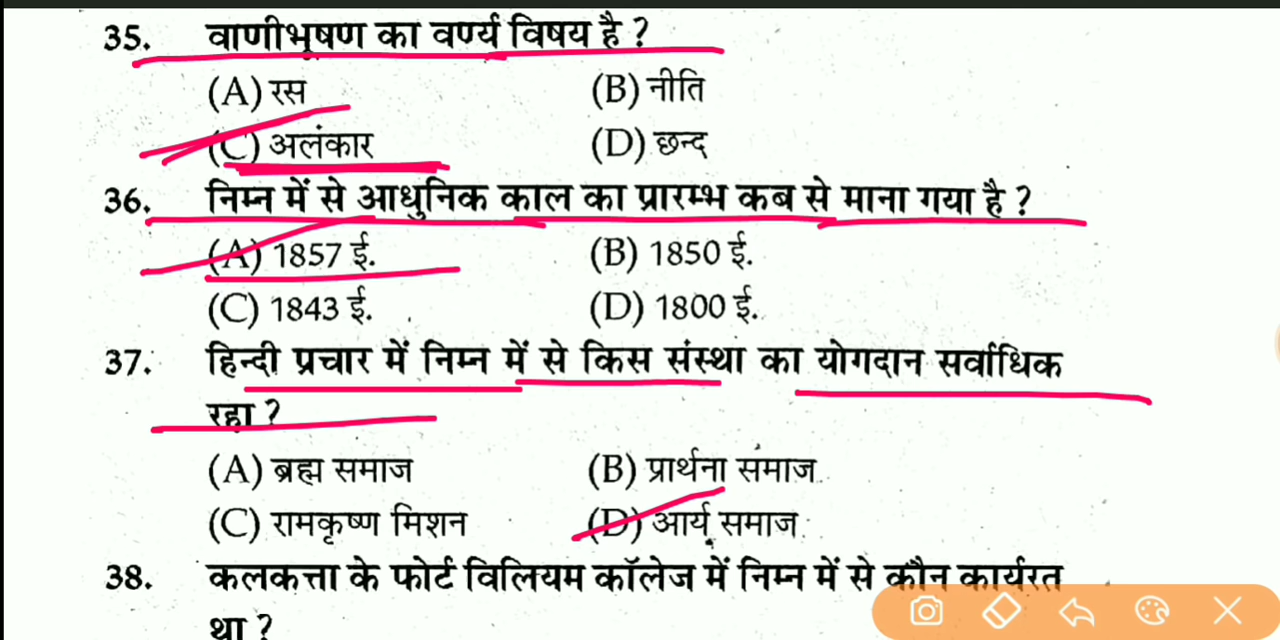 35. वाणीभूषण का वर्ण्य विषय है ?
(A) रस (B) नीति
(C) अलंकार (D) छन्द
36. निम्न में से आधुनिक काल का प्रारम्भ कब से माना गया है ?
(A) 1857 ई. (B) 1850 ई.
(C) 1843 ई. (D) 1800 ई.
37. हिन्दी प्रचार में निम्न में से किस संस्था का योगदान सर्वाधिक
रहा ?
(A) ब्रह्म समाज (B) प्रार्थना समाज
(C) रामकृष्ण मिशन (D) आर्य समाज
38. कलकत्ता के फोर्ट विलियम कॉलेज में निम्न में से कौन कार्यरत
था ?